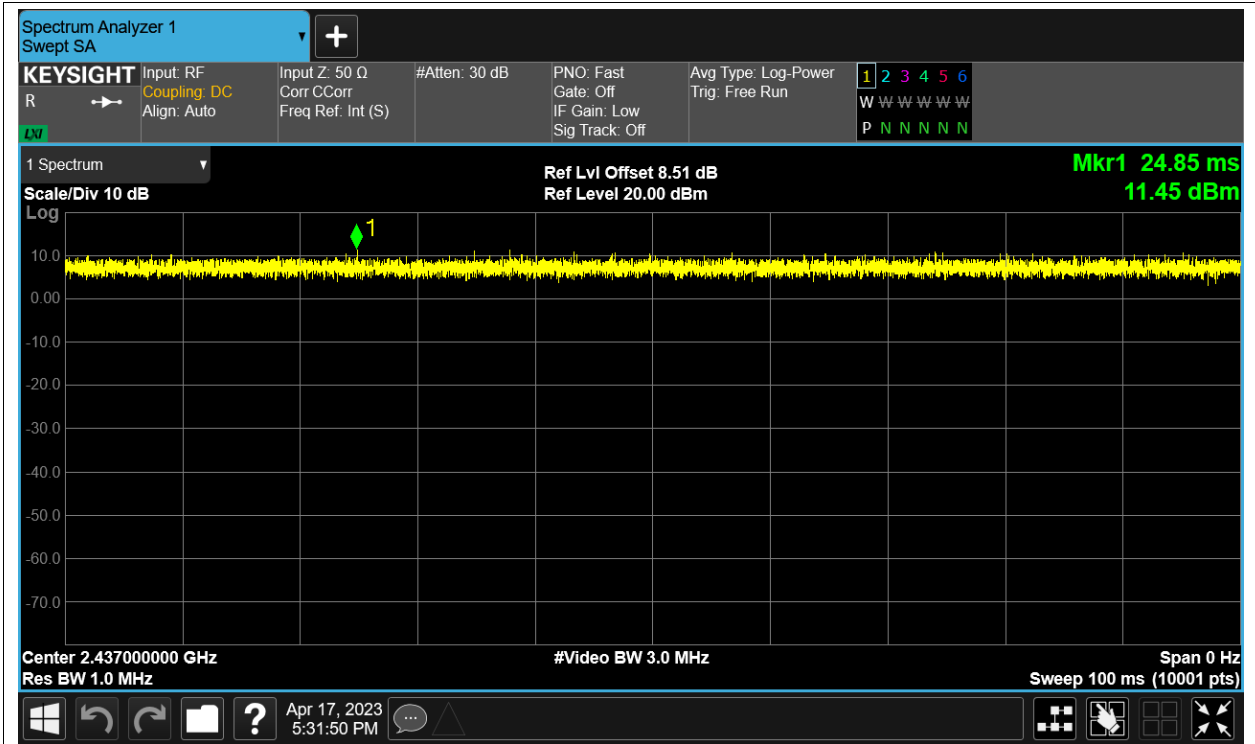 Spectrum Analyzer 1
Swept SA
+
KEYSIGHT
R
LXI
Input: RF
Coupling: DC
Align: Auto
Input Z: 50 Ω
Corr CCorr
Freq Ref: Int (S)
#Atten: 30 dB
PNO: Fast
Gate: Off
IF Gain: Low
Sig Track: Off
Avg Type: Log-Power
Trig: Free Run
1 2 3 4 5 6
W W W W W W
P N N N N N
1 Spectrum
Scale/Div 10 dB
Log
Ref Lvl Offset 8.51 dB
Ref Level 20.00 dBm
Mkr1 24.85 ms
11.45 dBm
1
10.0
0.00
-10.0
-20.0
-30.0
-40.0
-50.0
-60.0
-70.0
Center 2.437000000 GHz
Res BW 1.0 MHz
#Video BW 3.0 MHz
Span 0 Hz
Sweep 100 ms (10001 pts)
?
Apr 17, 2023
5:31:50 PM